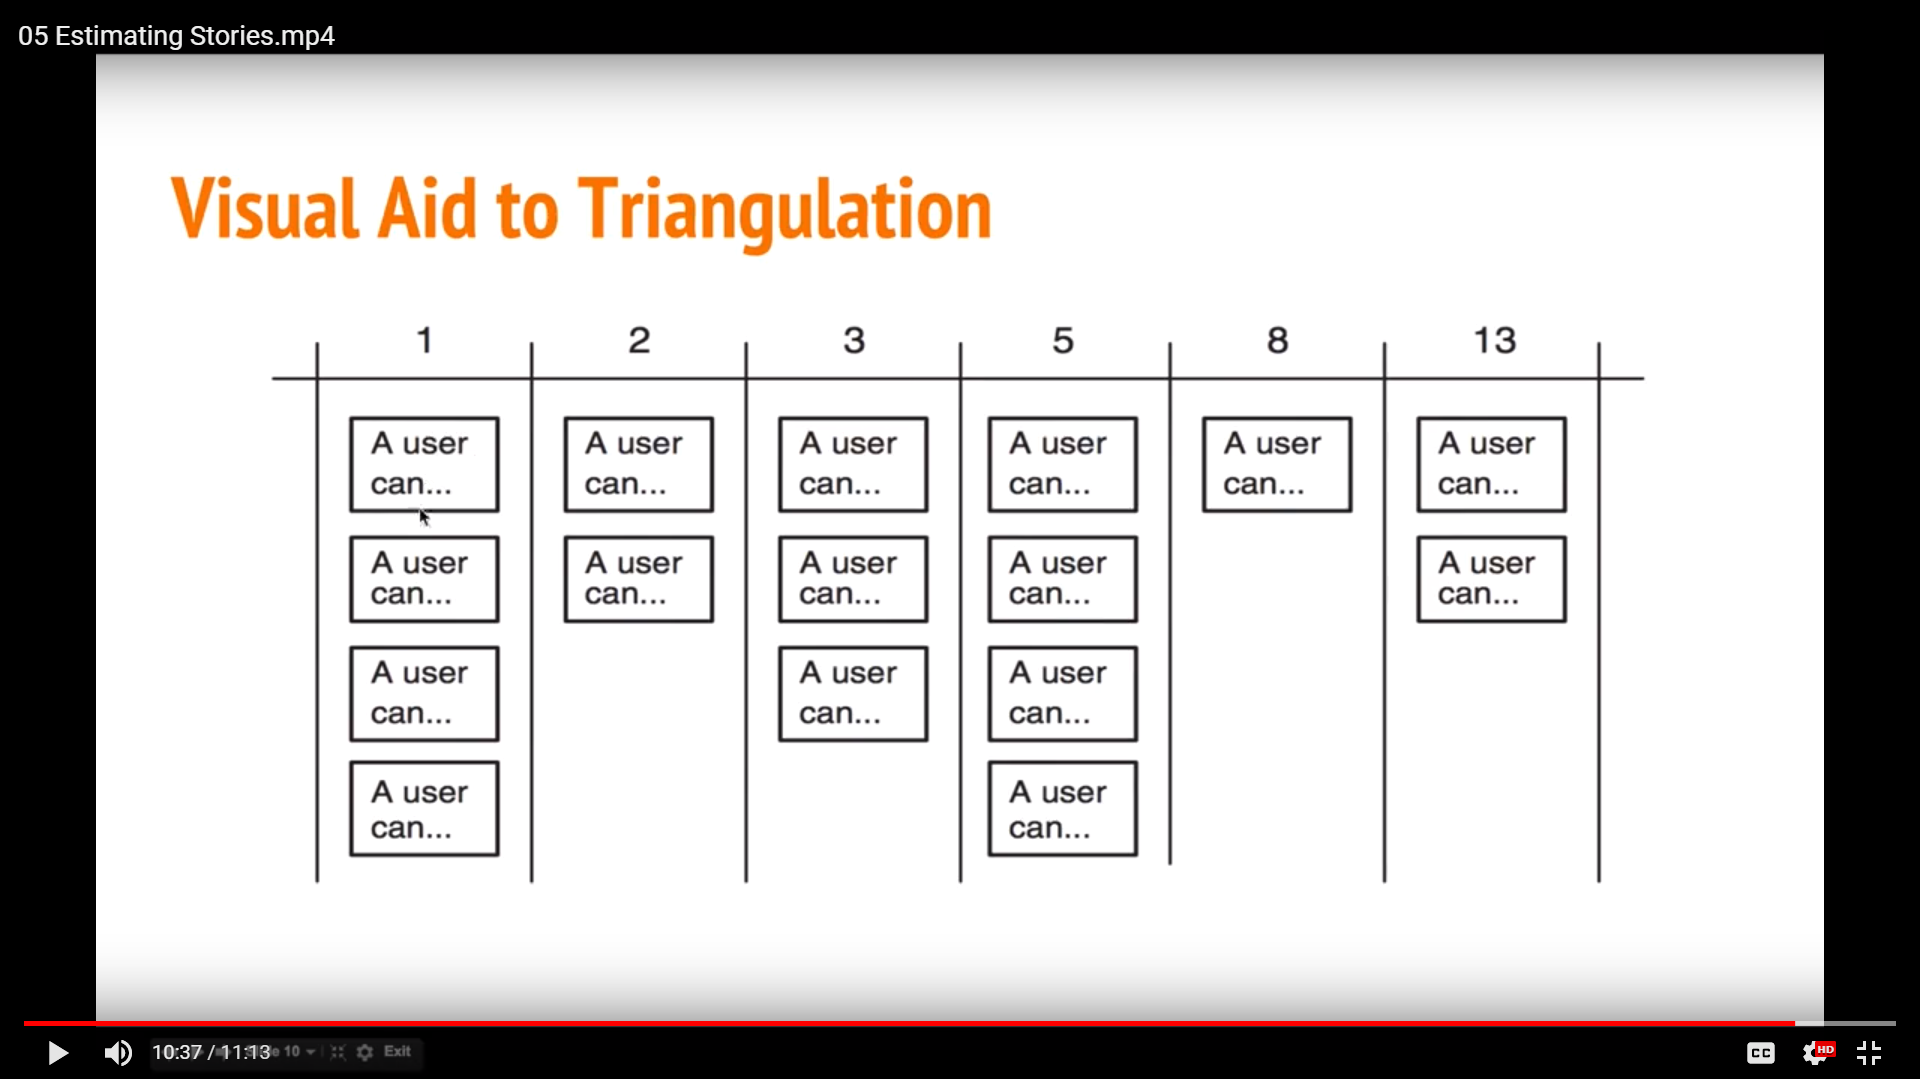 05 Estimating Stories.mp4
Visual Aid to Triangulation
1 2 3 5 8 13
A user A user A user A user A user A user
can... can... can... can... can... can...
A user A user A user A user A user
can... can... can... can... can...
A user A user A user
can... can... can...
A user A user
can... can...
10:37 / 11:13 10 Exit
CC HD